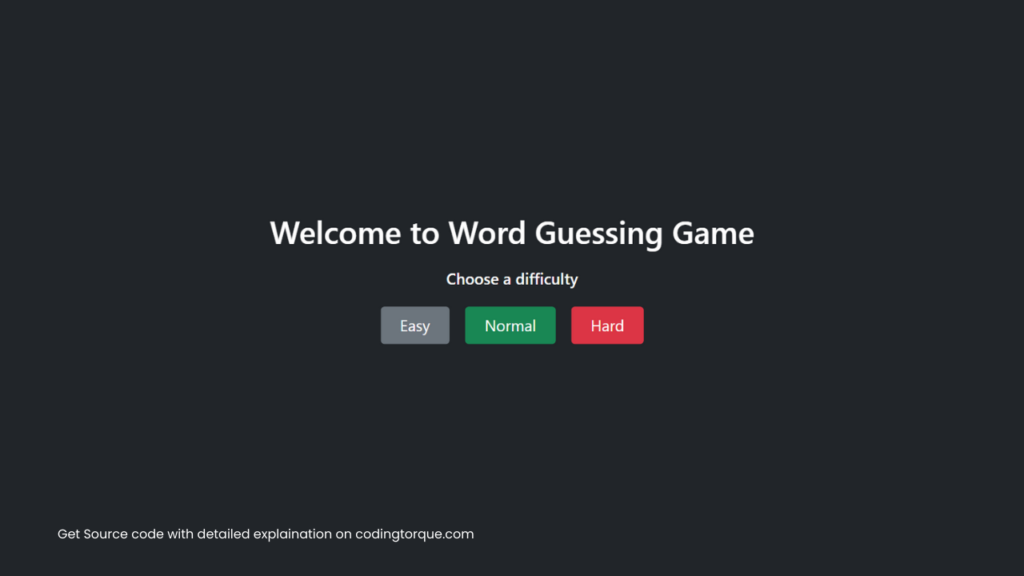 Welcome to Word Guessing Game
Choose a difficulty
Easy Normal Hard
Get Source code with detailed explaination on codingtorque.com